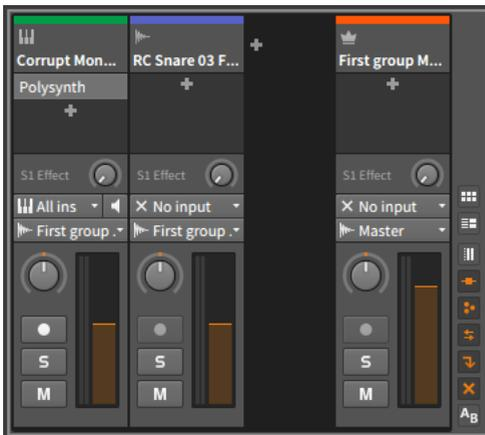 Corrupt Mon...
RC Snare 03 F...
First group M...
Polysynth
S1 Effect
S1 Effect
S1 Effect
All ins
No input
No input
First group .
First group .
Master
S
S
S
M
M
M
AB